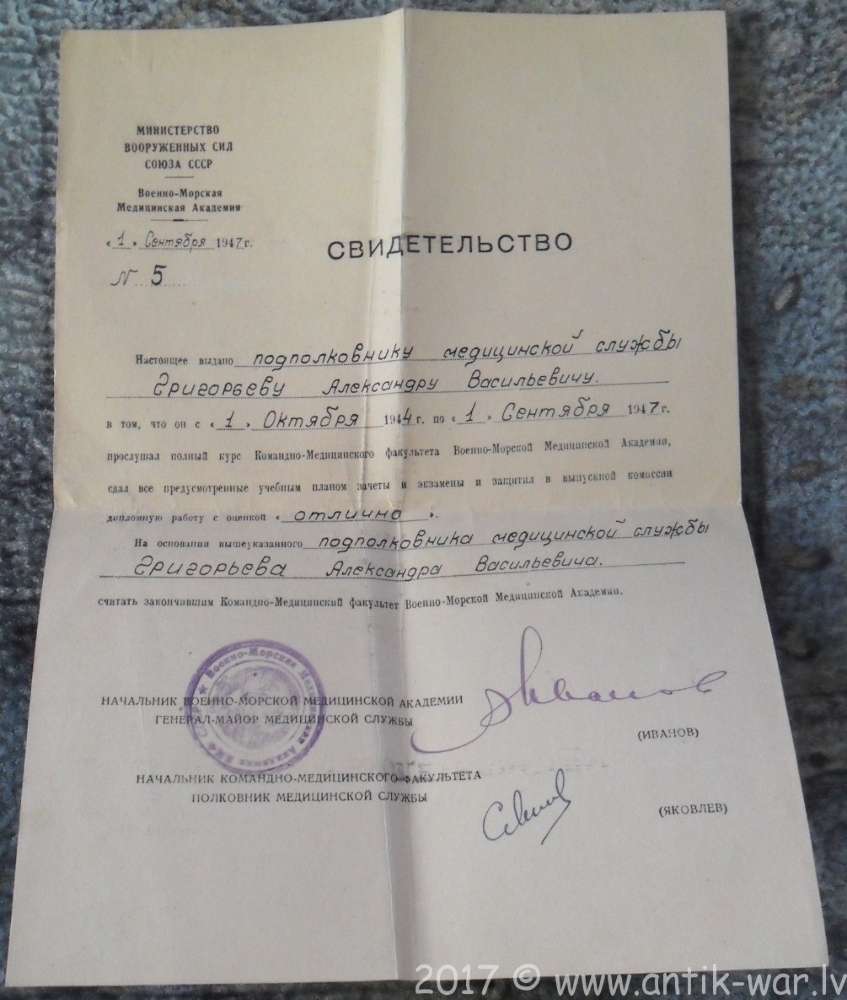 МИНИСТЕРСТВО
ВООРУЖЕННЫХ СИЛ
СОЮЗА СССР
Военно-Морская
Медицинская Академия
«1» Сентября 1947 г.
N 5
СВИДЕТЕЛЬСТВО
Настоящее выдано подполковнику медицинской службы
Григорьеву Александру Васильевичу.
в том, что он с «1» Октября 1944 г. по «1» Сентября 1947 г.
прослушал полный курс Командно-Медицинского факультета Военно-Морской Медицинской Академии,
сдал все предусмотренные учебным планом зачеты и экзамены и защитил в выпускной комиссии
дипломную работу с оценкой «отлично».
На основании вышеуказанного подполковника медицинской службы
Григорьева Александра Васильевича.
считать закончившим Командно-Медицинский факультет Военно-Морской Медицинской Академии.
★ Военно-Морская Медицинская Академия
НАЧАЛЬНИК ВОЕННО-МОРСКОЙ МЕДИЦИНСКОЙ АКАДЕМИИ
ГЕНЕРАЛ-МАЙОР МЕДИЦИНСКОЙ СЛУЖБЫ
(ИВАНОВ)
НАЧАЛЬНИК КОМАНДНО-МЕДИЦИНСКОГО ФАКУЛЬТЕТА
ПОЛКОВНИК МЕДИЦИНСКОЙ СЛУЖБЫ
(ЯКОВЛЕВ)
2017 © www.antik-war.lv